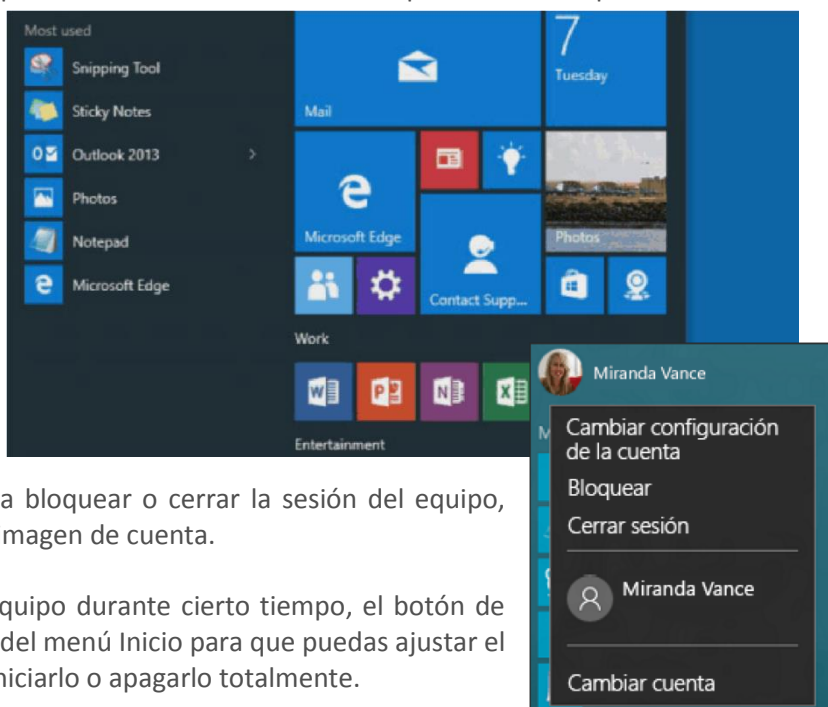 Most used
Snipping Tool
Sticky Notes
Outlook 2013
Photos
Notepad
Microsoft Edge
Mail
7
Tuesday
Microsoft Edge
Photos
Contact Supp...
Work
Entertainment
Miranda Vance
Cambiar configuración
de la cuenta
Bloquear
Cerrar sesión
Miranda Vance
Cambiar cuenta
a bloquear o cerrar la sesión del equipo,
imagen de cuenta.
quipo durante cierto tiempo, el botón de
del menú Inicio para que puedas ajustar el
niciarlo o apagarlo totalmente.